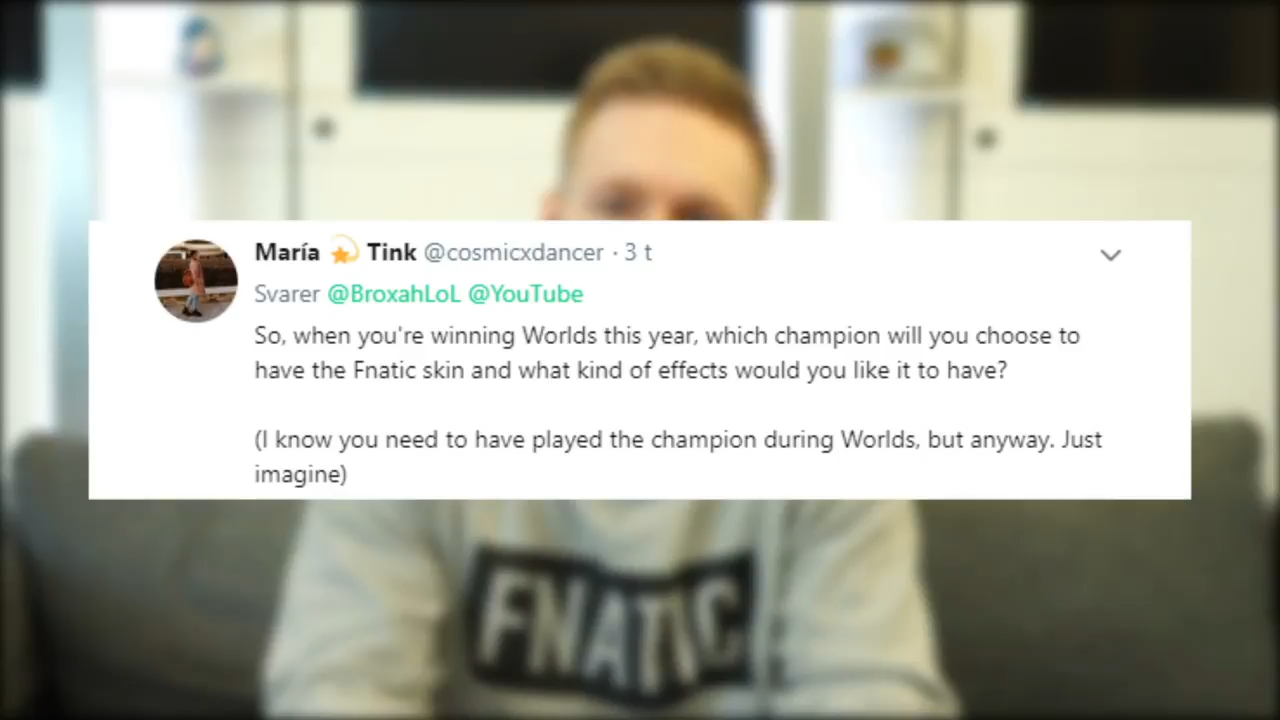 María 💫 Tink @cosmicxdancer · 3 t
Svarer @BroxahLoL @YouTube
So, when you're winning Worlds this year, which champion will you choose to
have the Fnatic skin and what kind of effects would you like it to have?
(I know you need to have played the champion during Worlds, but anyway. Just
imagine)
FNATIC